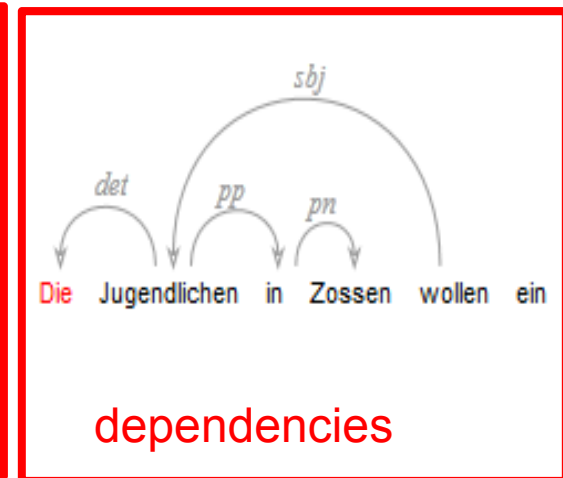 sbj
det pp pn
Die Jugendlichen in Zossen wollen ein
dependencies